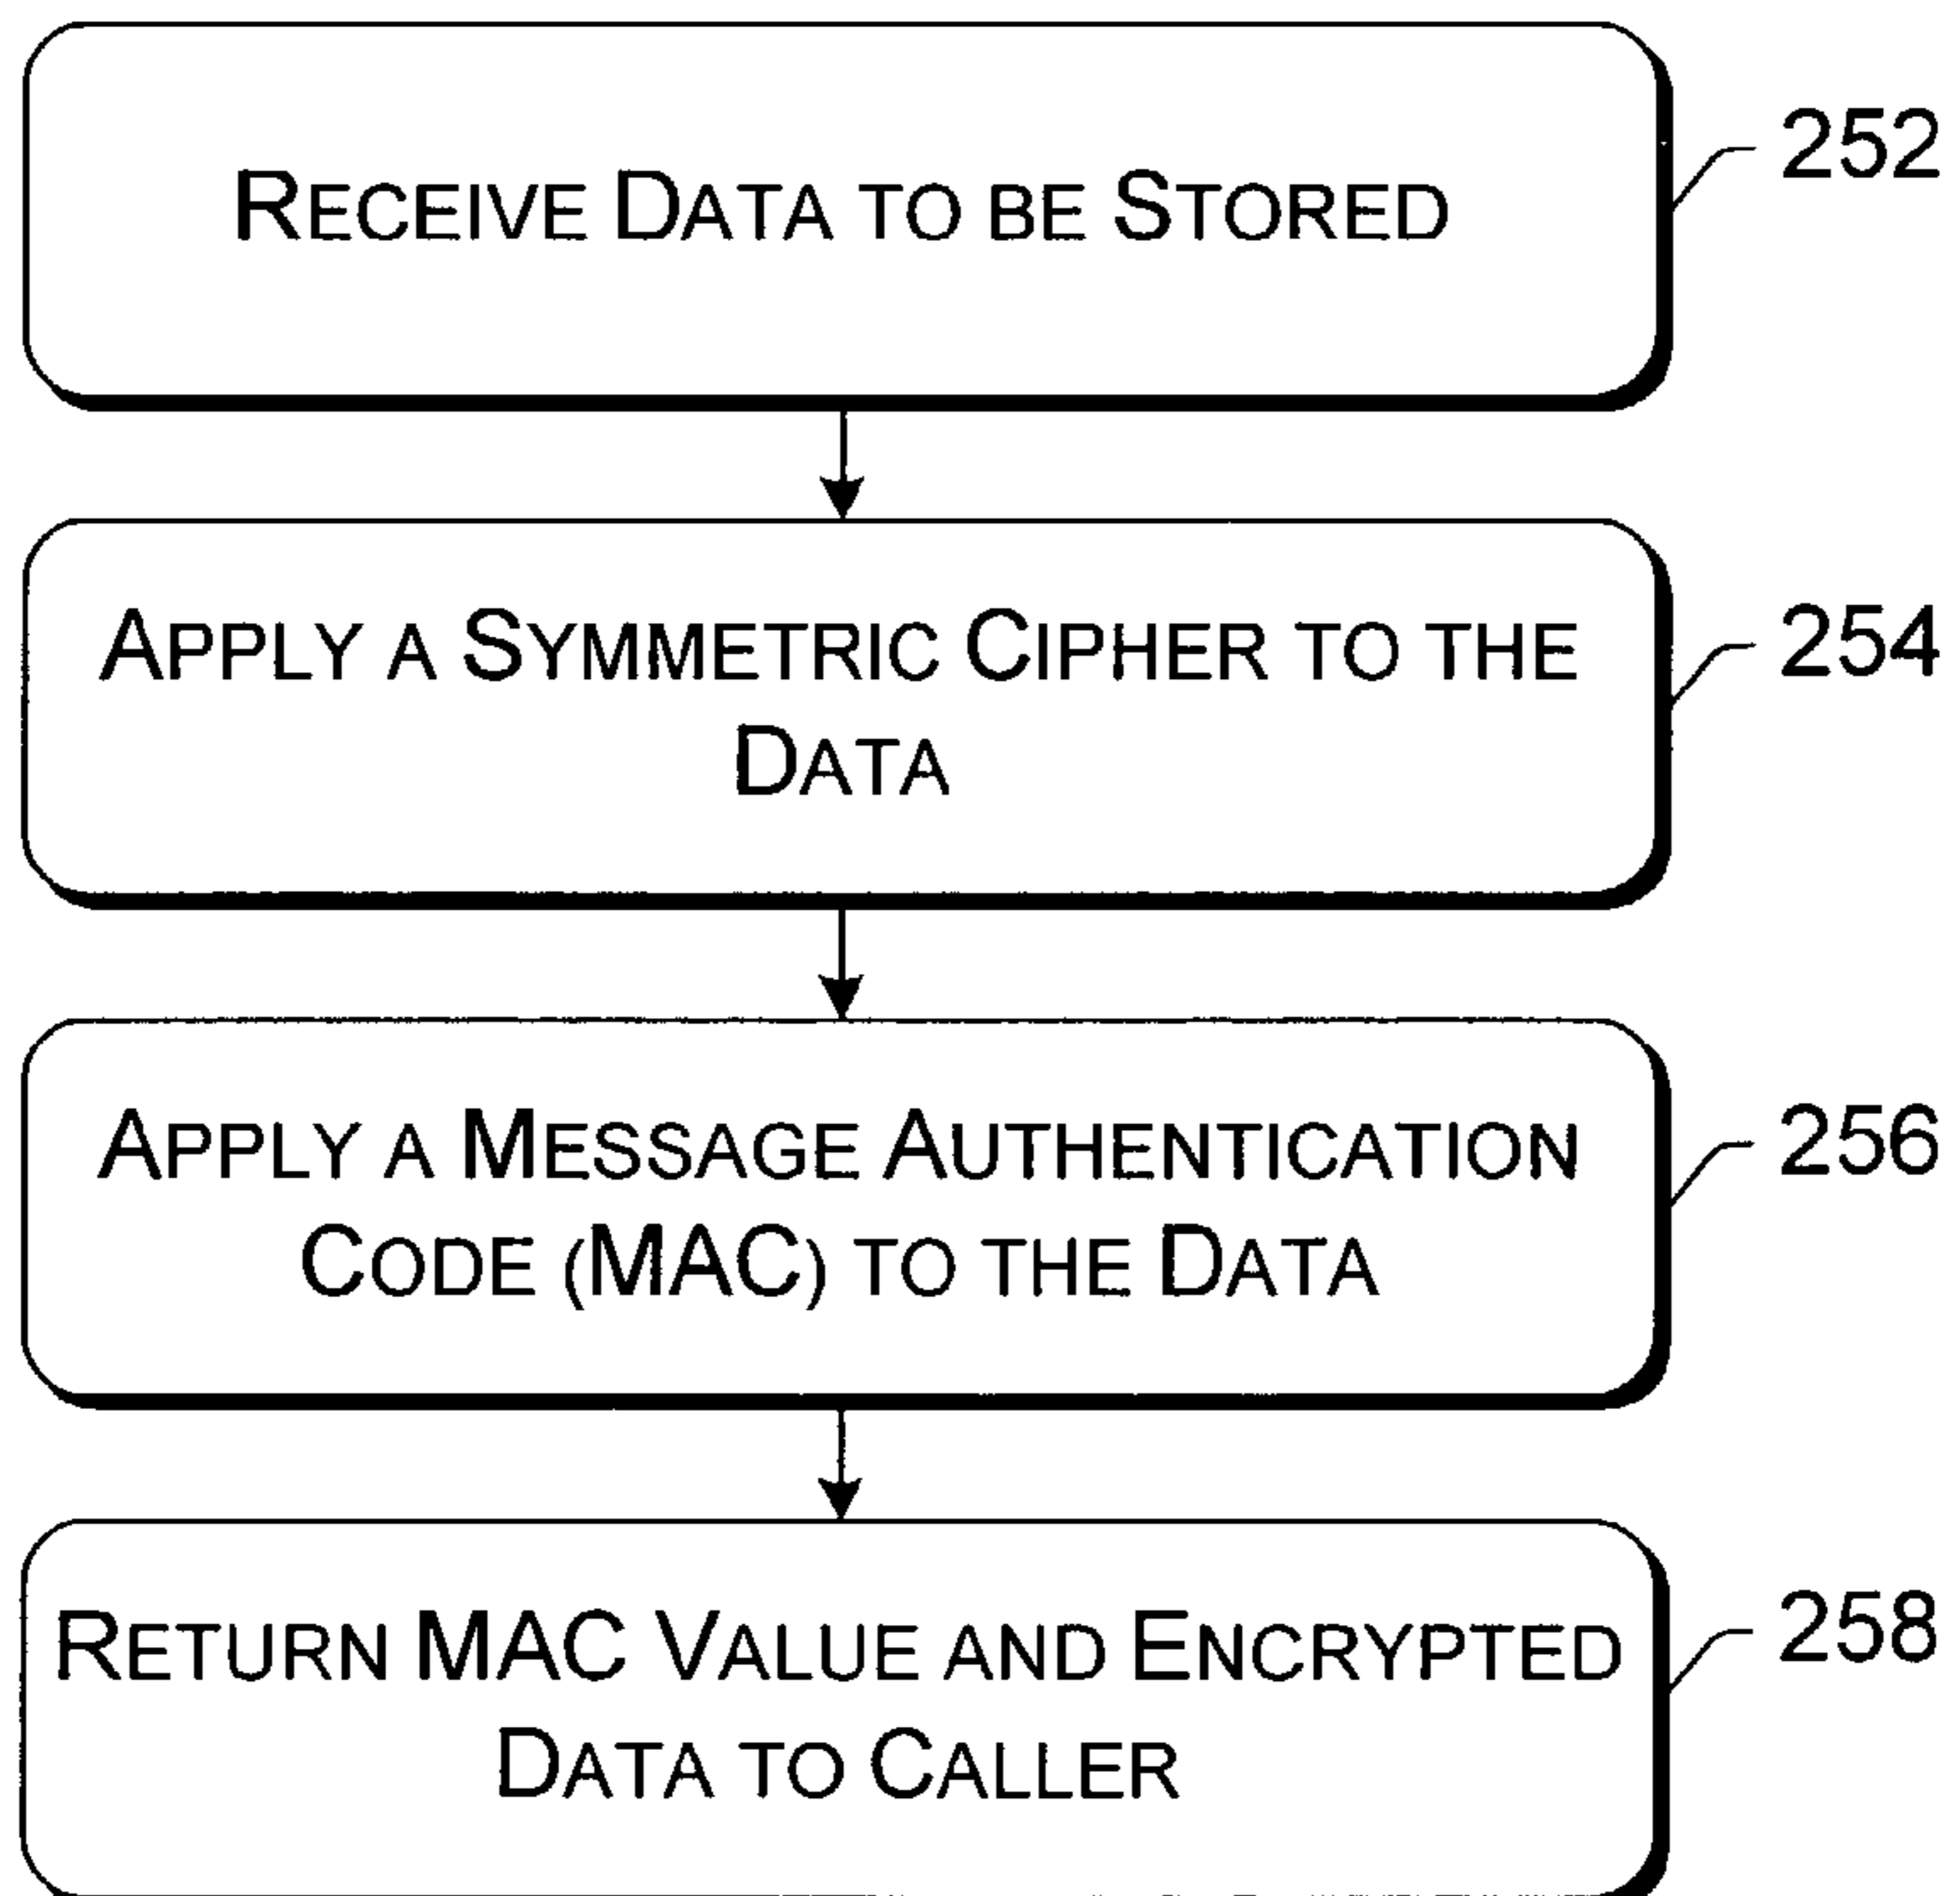 RECEIVE DATA TO BE STORED
252
APPLY A SYMMETRIC CIPHER TO THE
DATA
254
APPLY A MESSAGE AUTHENTICATION
CODE (MAC) TO THE DATA
256
RETURN MAC VALUE AND ENCRYPTED
DATA TO CALLER
258